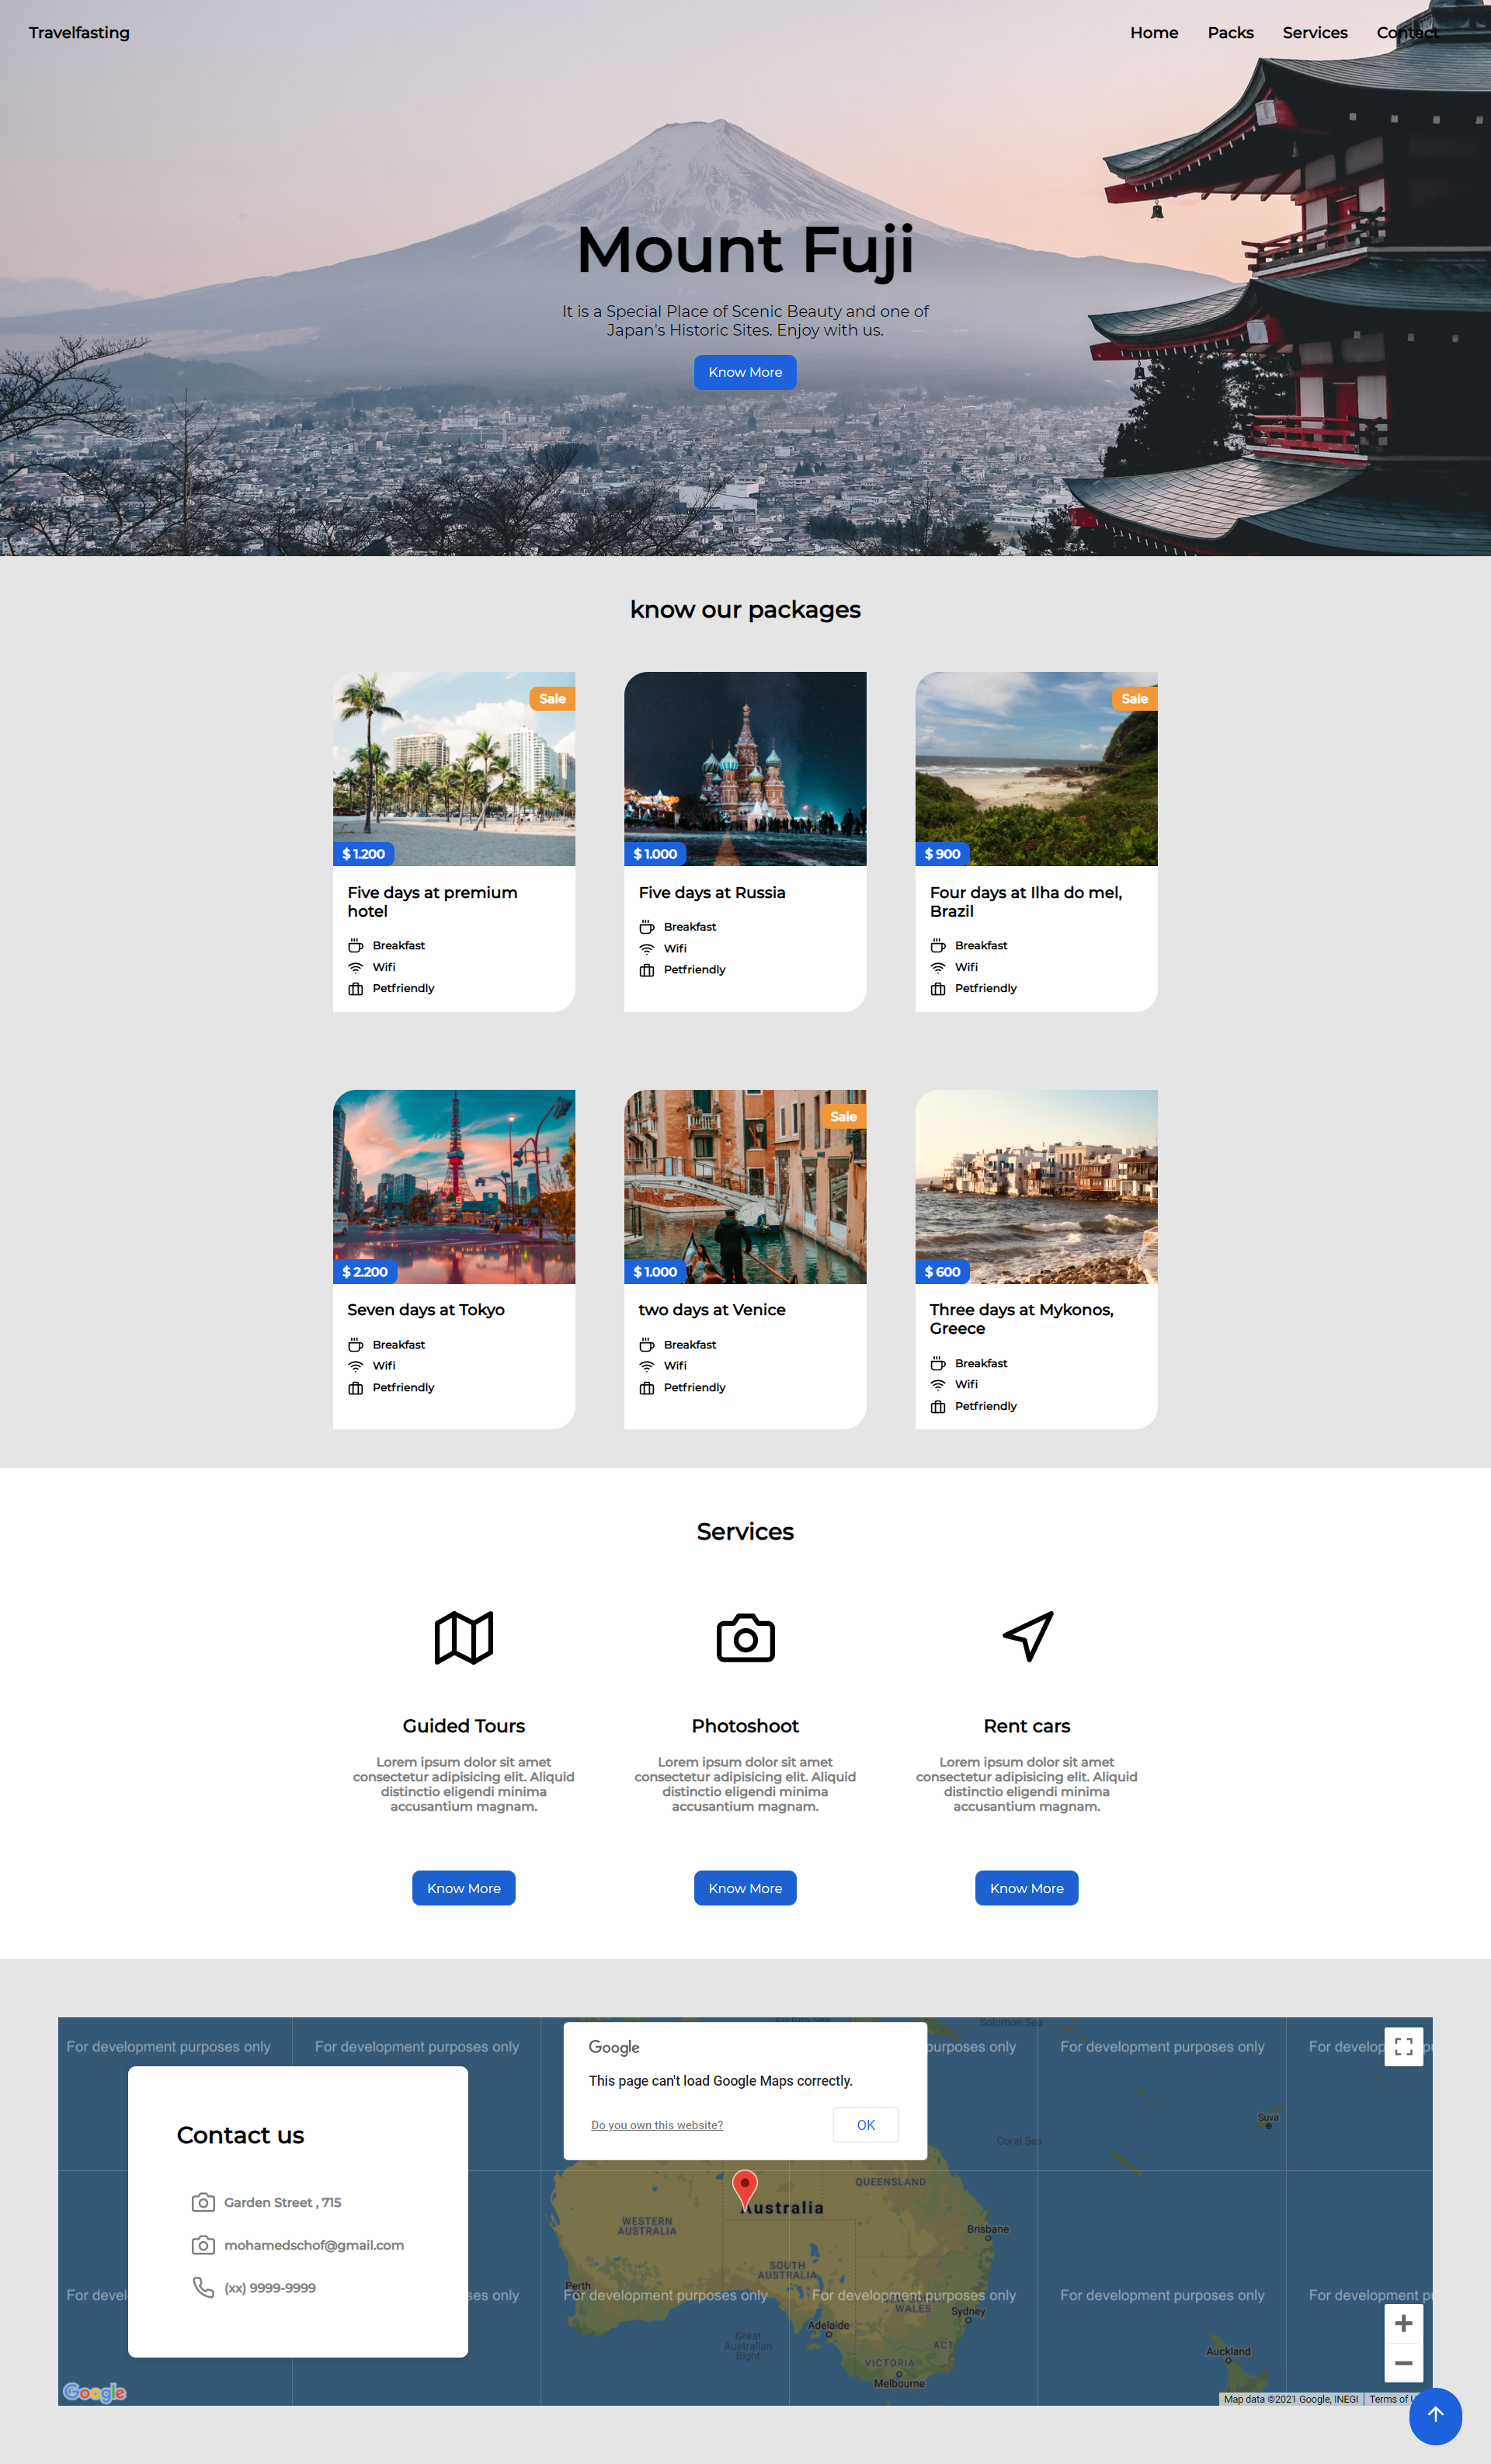 Travelfasting
Home Packs Services Contact
Mount Fuji
It is a Special Place of Scenic Beauty and one of
Japan's Historic Sites. Enjoy with us.
Know More
know our packages
Sale
$ 1.200
Five days at premium
hotel
Breakfast
Wifi
Petfriendly
$ 1.000
Five days at Russia
Breakfast
Wifi
Petfriendly
Sale
$ 900
Four days at Ilha do mel,
Brazil
Breakfast
Wifi
Petfriendly
$ 2.200
Seven days at Tokyo
Breakfast
Wifi
Petfriendly
Sale
$ 1.000
two days at Venice
Breakfast
Wifi
Petfriendly
$ 600
Three days at Mykonos,
Greece
Breakfast
Wifi
Petfriendly
Services
Guided Tours
Lorem ipsum dolor sit amet
consectetur adipisicing elit. Aliquid
distinctio eligendi minima
accusantium magnam.
Know More
Photoshoot
Lorem ipsum dolor sit amet
consectetur adipisicing elit. Aliquid
distinctio eligendi minima
accusantium magnam.
Know More
Rent cars
Lorem ipsum dolor sit amet
consectetur adipisicing elit. Aliquid
distinctio eligendi minima
accusantium magnam.
Know More
For development purposes only
For development purposes only
purposes only
For development purposes only
For
Solomon Sea
Google
This page can't load Google Maps correctly.
Do you own this website?
OK
Contact us
Garden Street , 715
mohamedschof@gmail.com
(xx) 9999-9999
Suva
Coral Sea
QUEENSLAND
Australia
WESTERN
AUSTRALIA
Brisbane
SOUTH
AUSTRALIA
Perth
For
only
For development purposes only
For development purposes only
For development purposes only
For development
WALES
Sydney
Adelaide
Great
Australian
Bight
ACT
VICTORIA
Melbourne
Auckland
Google
Map data ©2021 Google, INEGI
Terms of